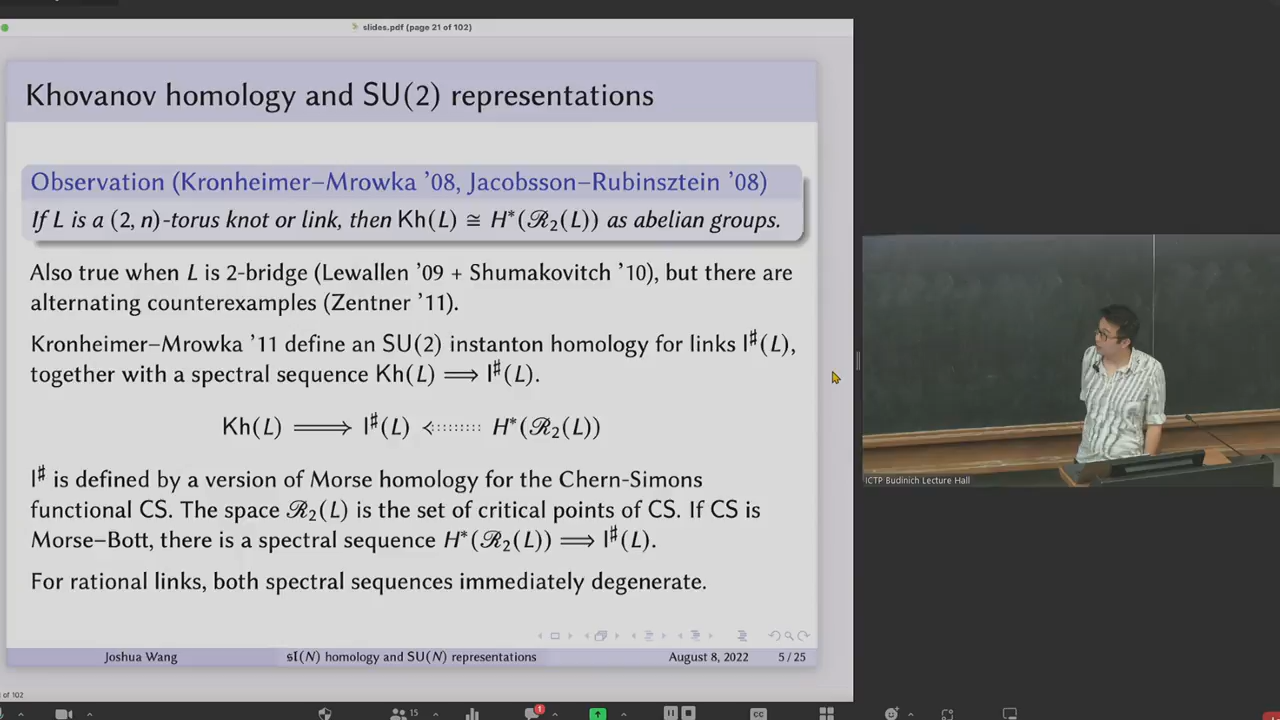 slides.pdf (page 21 of 102)
Khovanov homology and SU(2) representations
Observation (Kronheimer–Mrowka '08, Jacobsson–Rubinsztein '08)
If L is a (2, n)-torus knot or link, then Kh(L) ≅ H*(ℛ₂(L)) as abelian groups.
Also true when L is 2-bridge (Lewallen '09 + Shumakovitch '10), but there are
alternating counterexamples (Zentner '11).
Kronheimer–Mrowka '11 define an SU(2) instanton homology for links I♯(L),
together with a spectral sequence Kh(L) ⟹ I♯(L).
Kh(L) ⟹ I♯(L) ⇠ H*(ℛ₂(L))
I♯ is defined by a version of Morse homology for the Chern-Simons
functional CS. The space ℛ₂(L) is the set of critical points of CS. If CS is
Morse–Bott, there is a spectral sequence H*(ℛ₂(L)) ⟹ I♯(L).
For rational links, both spectral sequences immediately degenerate.
Joshua Wang 𝔰𝔩(N) homology and SU(N) representations August 8, 2022 5 / 25
ICTP Budinich Lecture Hall
of 102
15
1
CC